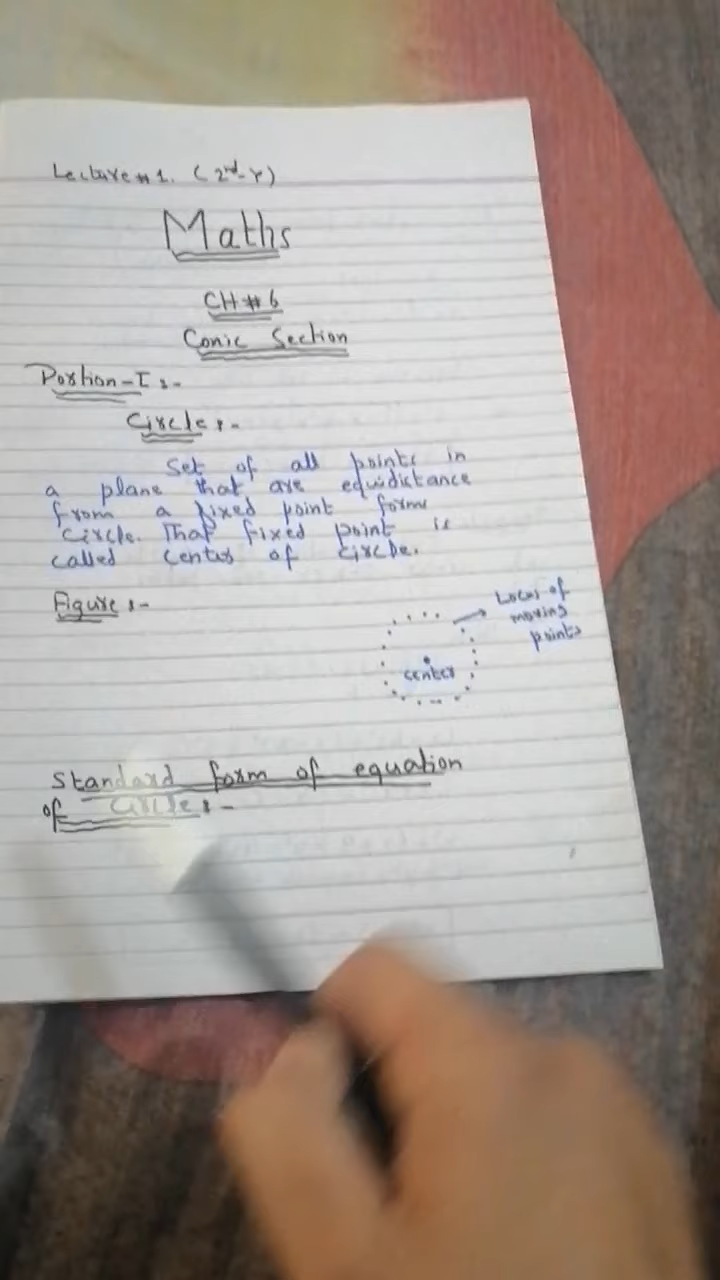 Lecture #1. (2nd-Y)
Maths
CH # 6
Conic Section
Portion-I :-
Circle :-
Set of all points in
a plane that are equidistance
from a fixed point forms
circle. That fixed point is
called center of circle.
Figure :-
Locus of
moving
points
center
Standard form of equation
of circle :-